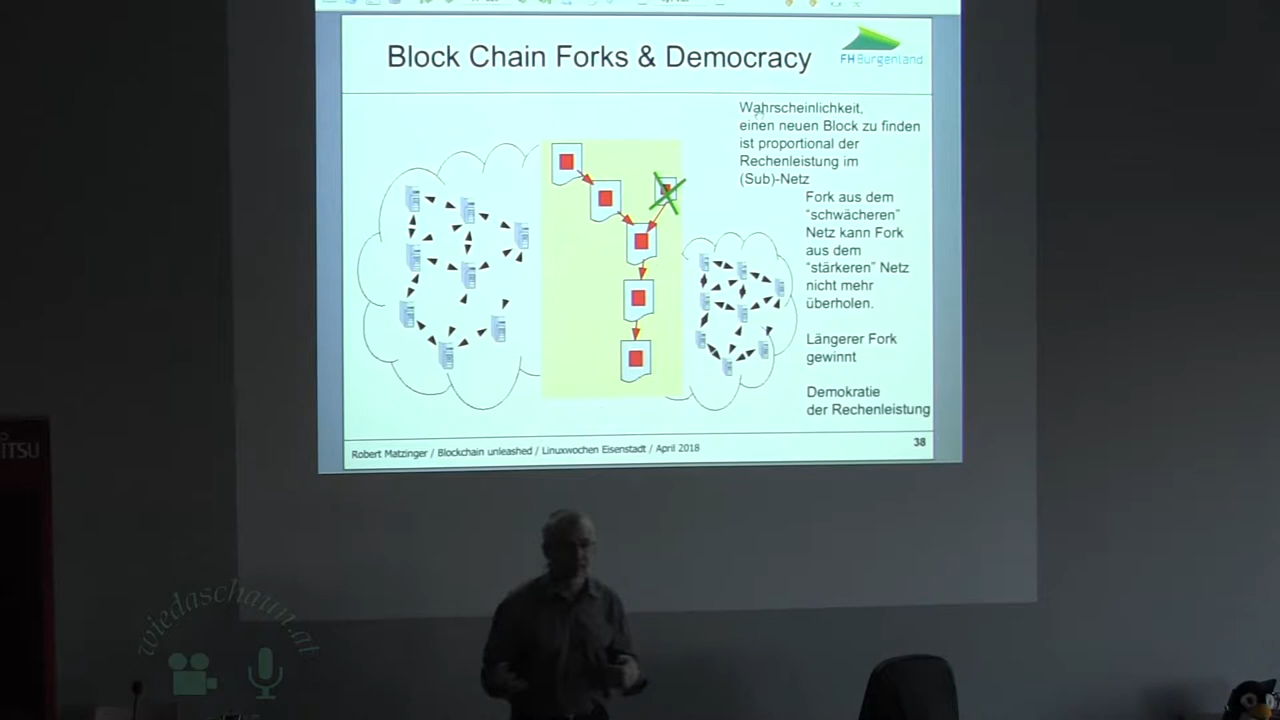 Block Chain Forks & Democracy
FH Burgenland
Wahrscheinlichkeit,
einen neuen Block zu finden
ist proportional der
Rechenleistung im
(Sub)-Netz
Fork aus dem
“schwächeren”
Netz kann Fork
aus dem
“stärkeren” Netz
nicht mehr
überholen.
Längerer Fork
gewinnt
Demokratie
der Rechenleistung
Robert Matzinger / Blockchain unleashed / Linuxwochen Eisenstadt / April 2018
38
ITSU
wiedaschaun.at